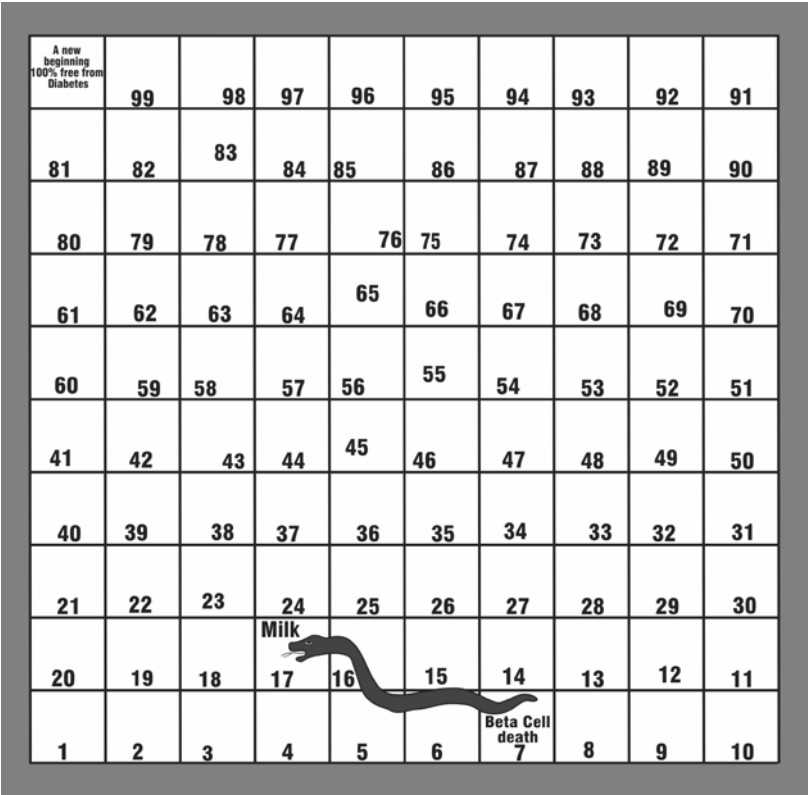 A new
beginning
100% free from
Diabetes
99 98 97 96 95 94 93 92 91
81 82 83 84 85 86 87 88 89 90
80 79 78 77 76 75 74 73 72 71
61 62 63 64 65 66 67 68 69 70
60 59 58 57 56 55 54 53 52 51
41 42 43 44 45 46 47 48 49 50
40 39 38 37 36 35 34 33 32 31
21 22 23 24 25 26 27 28 29 30
Milk
20 19 18 17 16 15 14 13 12 11
Beta Cell
death
1 2 3 4 5 6 7 8 9 10